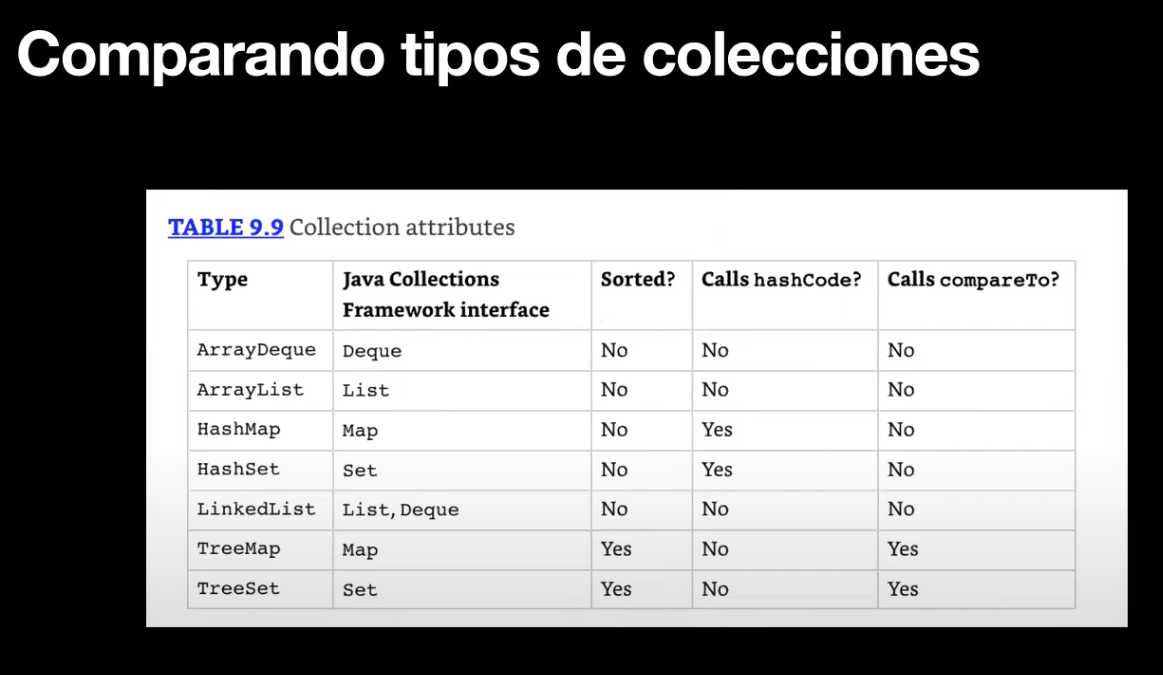 Comparando tipos de colecciones
TABLE 9.9 Collection attributes
Type Java Collections Framework interface Sorted? Calls hashCode? Calls compareTo?
ArrayDeque Deque No No No
ArrayList List No No No
HashMap Map No Yes No
HashSet Set No Yes No
LinkedList List, Deque No No No
TreeMap Map Yes No Yes
TreeSet Set Yes No Yes